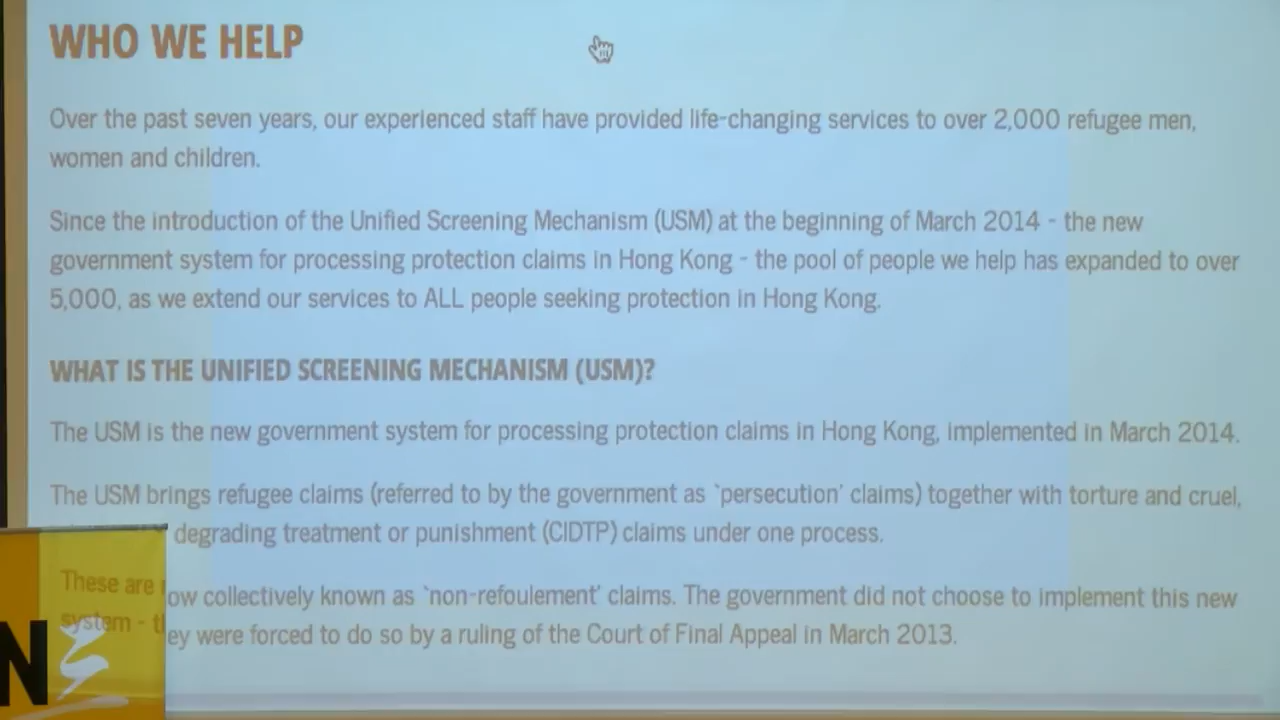 WHO WE HELP
Over the past seven years, our experienced staff have provided life-changing services to over 2,000 refugee men,
women and children.
Since the introduction of the Unified Screening Mechanism (USM) at the beginning of March 2014 - the new
government system for processing protection claims in Hong Kong - the pool of people we help has expanded to over
5,000, as we extend our services to ALL people seeking protection in Hong Kong.
WHAT IS THE UNIFIED SCREENING MECHANISM (USM)?
The USM is the new government system for processing protection claims in Hong Kong, implemented in March 2014.
The USM brings refugee claims (referred to by the government as `persecution' claims) together with torture and cruel,
degrading treatment or punishment (CIDTP) claims under one process.
These are now collectively known as `non-refoulement' claims. The government did not choose to implement this new
system - they were forced to do so by a ruling of the Court of Final Appeal in March 2013.
N